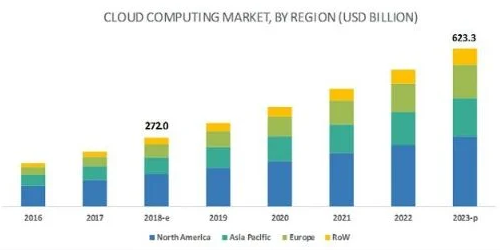 CLOUD COMPUTING MARKET, BY REGION (USD BILLION)
623.3
272.0
2016 2017 2018-e 2019 2020 2021 2022 2023-p
North America Asia Pacific Europe RoW